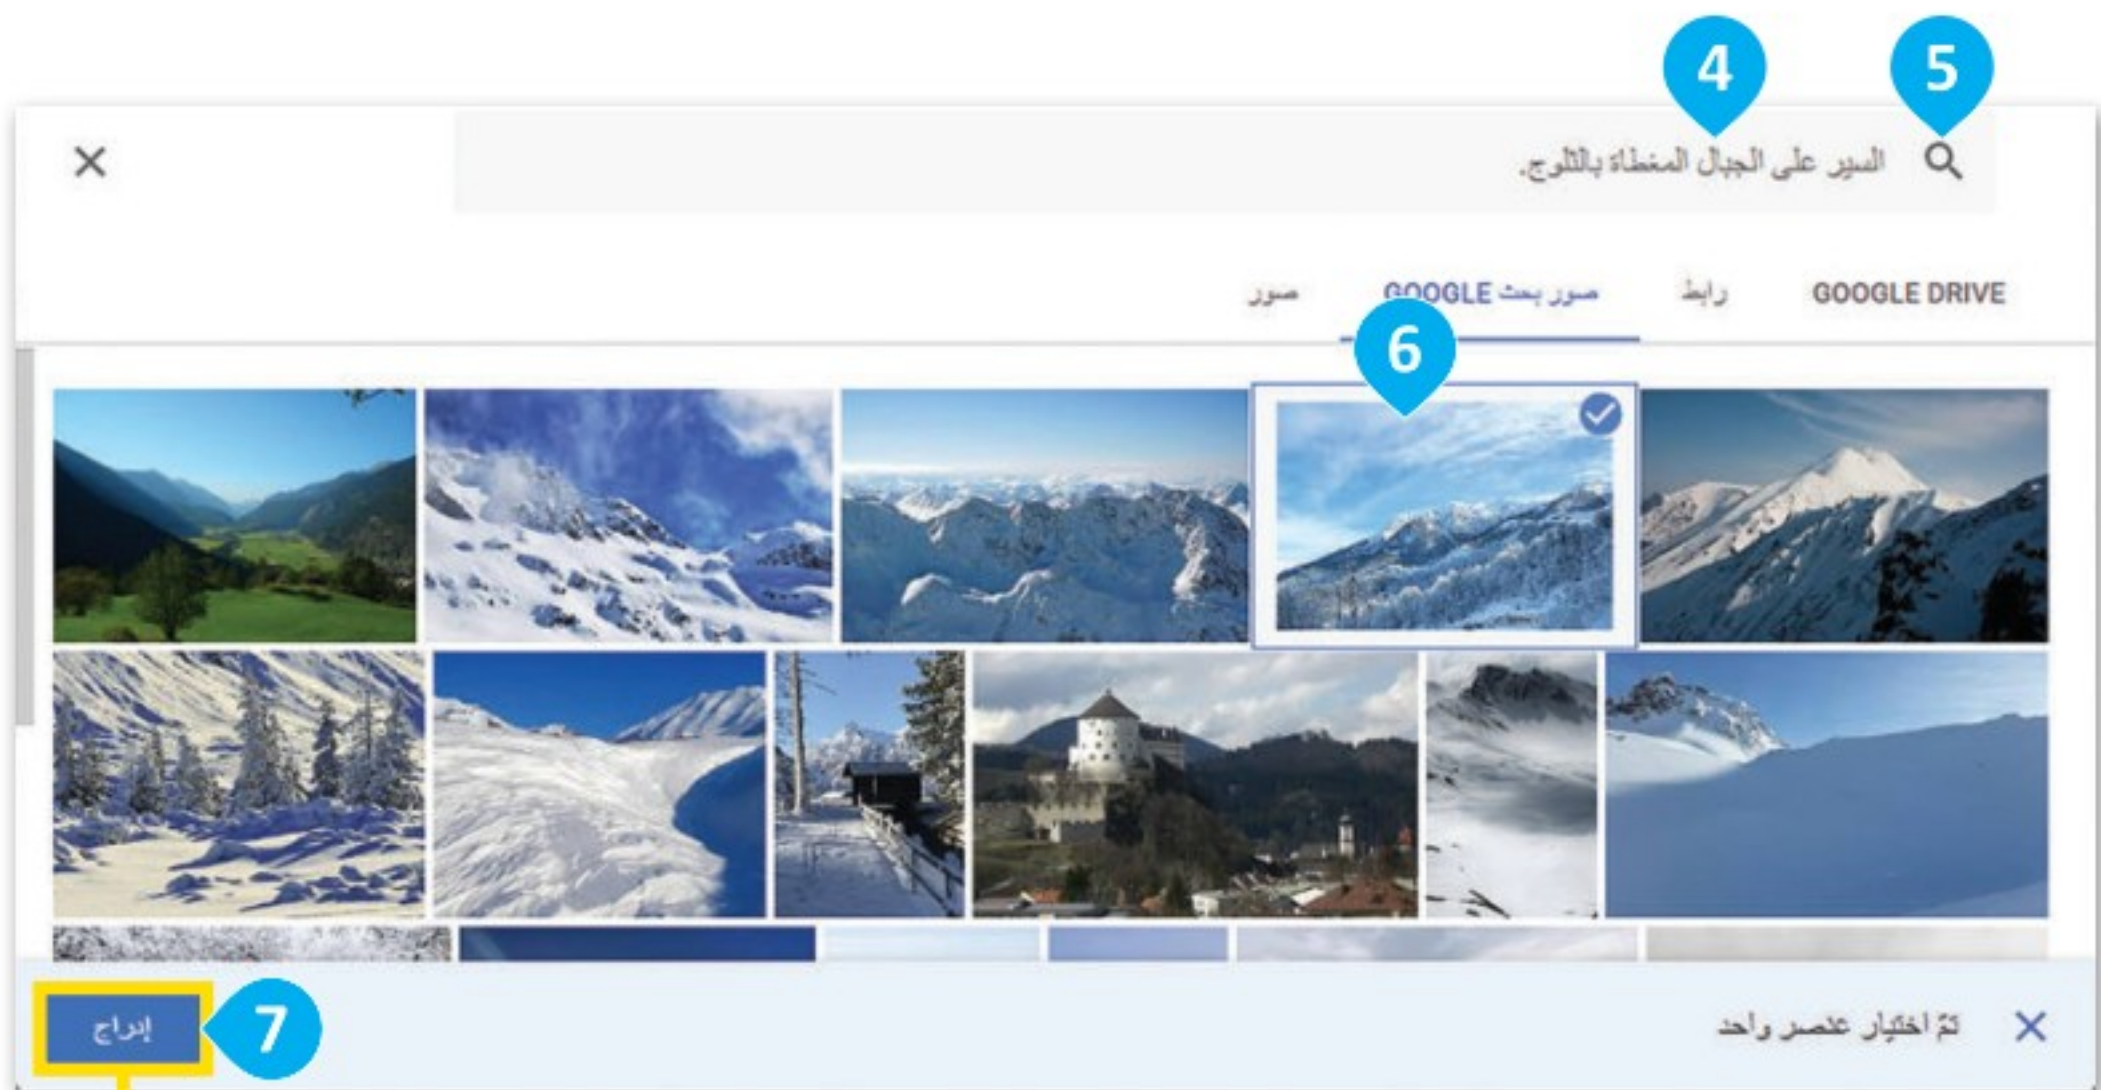 4
5
السير على الجبال المغطاة بالثلوج.
GOOGLE DRIVE
رابط
صور بحث GOOGLE
صور
6
تمّ اختيار عنصر واحد
7
إدراج